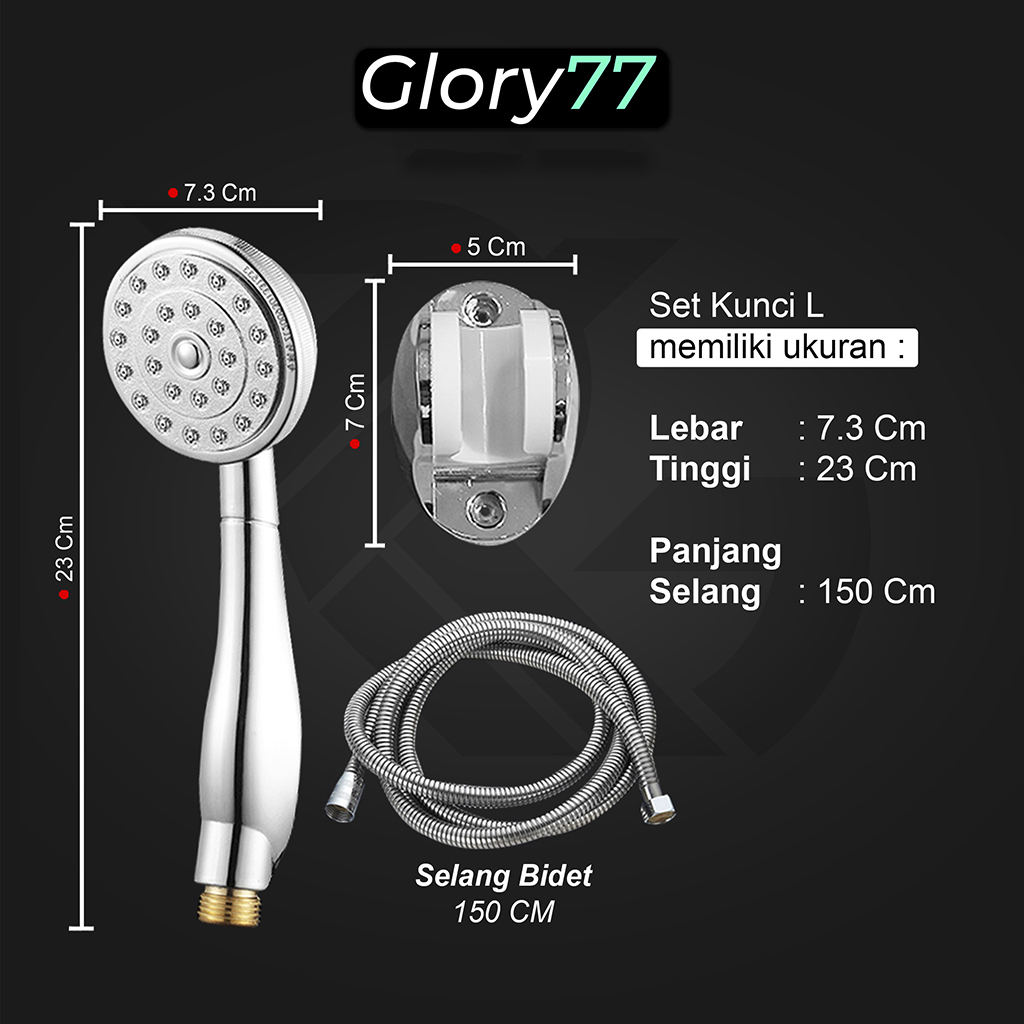 Glory77
7.3 Cm
5 Cm
7 Cm
23 Cm
Set Kunci L
memiliki ukuran :
Lebar : 7.3 Cm
Tinggi : 23 Cm
Panjang
Selang : 150 Cm
Selang Bidet
150 CM